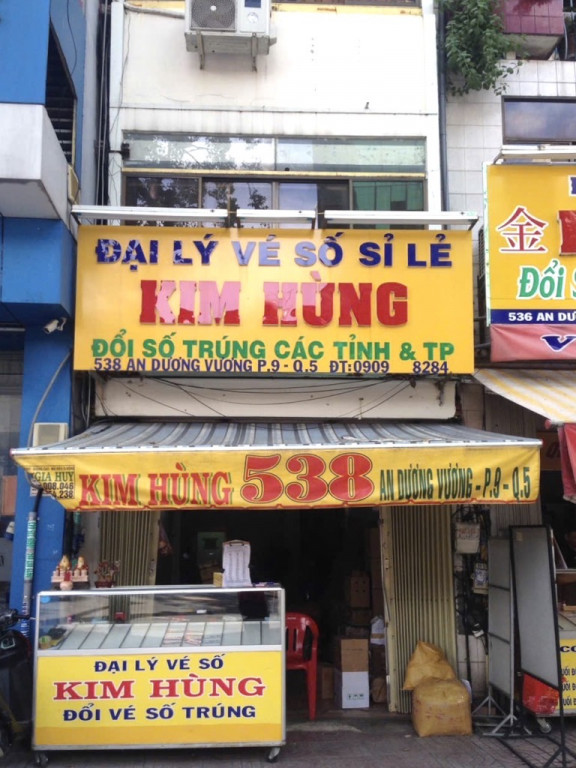 ĐẠI LÝ VÉ SỐ SỈ LẺ
KIM HÙNG
ĐỔI SỐ TRÚNG CÁC TỈNH & TP
538 AN DƯƠNG VƯƠNG P.9 - Q.5 ĐT:0909 8284
金
ĐỔI
536 AN
GIA HUY
KIM HÙNG 538 AN DƯƠNG VƯƠNG - P.9 - Q.5
ĐẠI LÝ VÉ SỐ
KIM HÙNG
ĐỔI VÉ SỐ TRÚNG